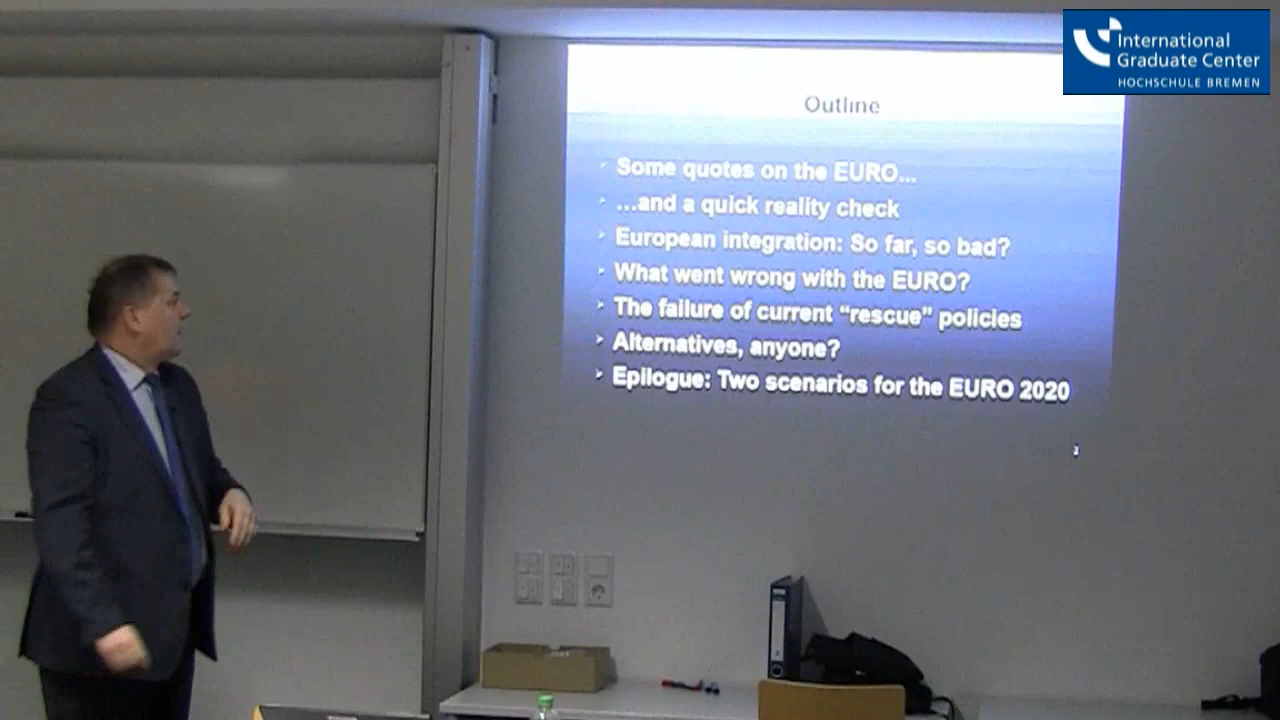 International
Graduate Center
HOCHSCHULE BREMEN
Outline
Some quotes on the EURO...
...and a quick reality check
European integration: So far, so bad?
What went wrong with the EURO?
The failure of current “rescue” policies
Alternatives, anyone?
Epilogue: Two scenarios for the EURO 2020
2